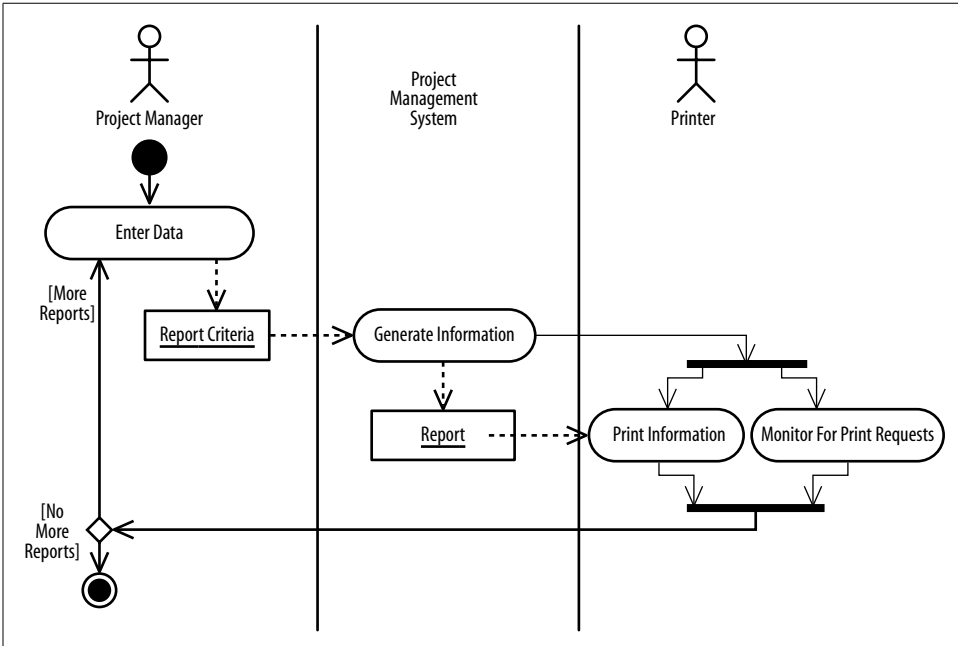 Project Manager
Project
Management
System
Printer
Enter Data
[More
Reports]
Report Criteria
Generate Information
Report
Print Information
Monitor For Print Requests
[No
More
Reports]